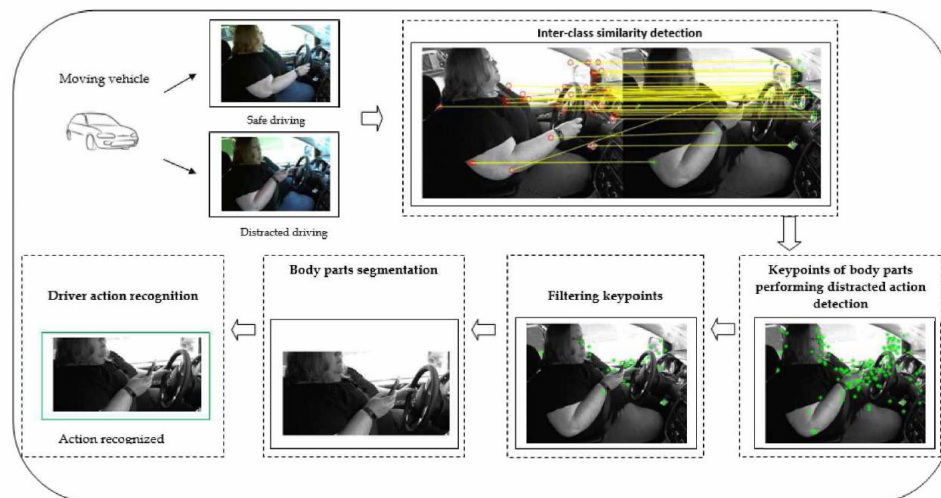 Inter-class similarity detection
Moving vehicle
Safe driving
Distracted driving
Driver action recognition
Action recognized
Body parts segmentation
Filtering keypoints
Keypoints of body parts
performing distracted action
detection